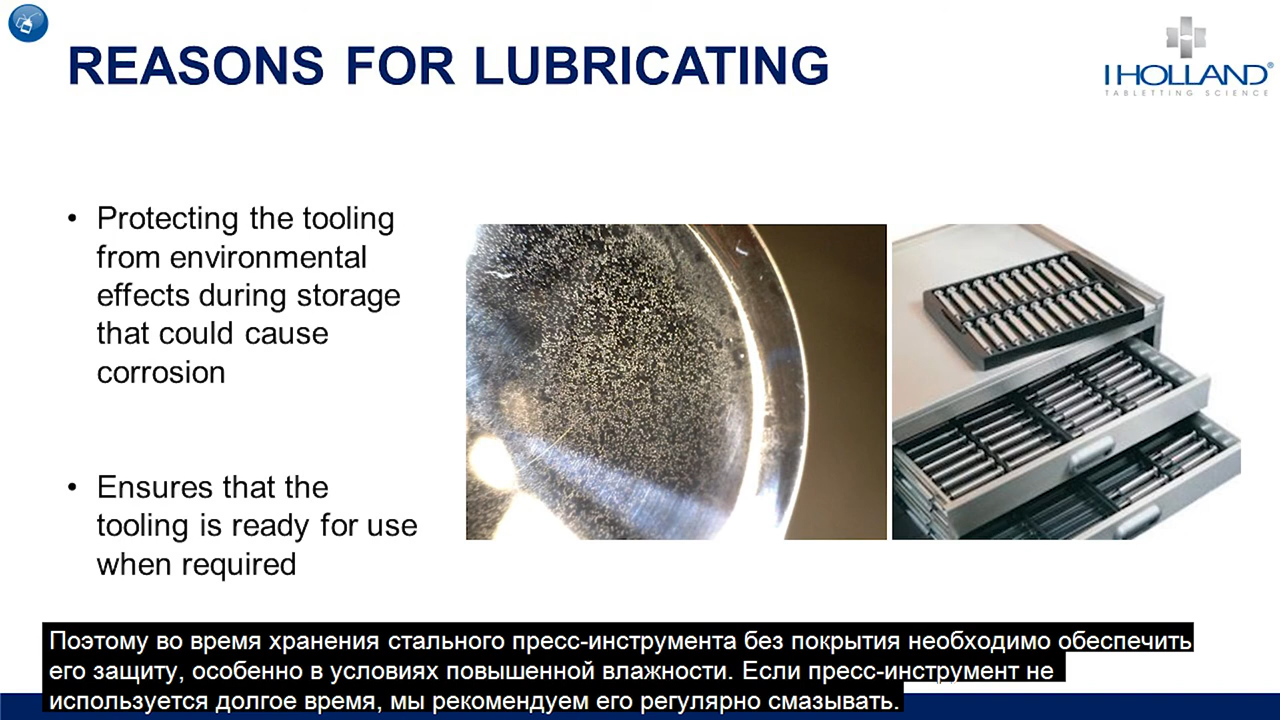 REASONS FOR LUBRICATING
I HOLLAND®
TABLETTING SCIENCE
• Protecting the tooling
from environmental
effects during storage
that could cause
corrosion
• Ensures that the
tooling is ready for use
when required
Поэтому во время хранения стального пресс-инструмента без покрытия необходимо обеспечить
его защиту, особенно в условиях повышенной влажности. Если пресс-инструмент не
используется долгое время, мы рекомендуем его регулярно смазывать.